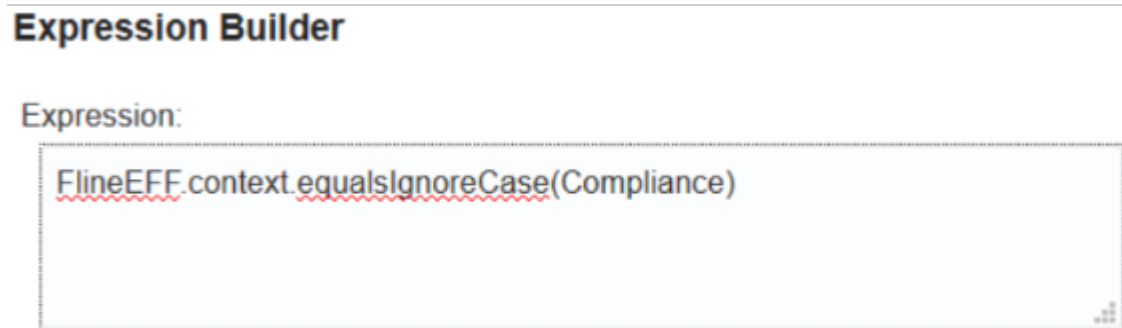 Expression Builder
Expression:
FlineEFF.context.equalsIgnoreCase(Compliance)